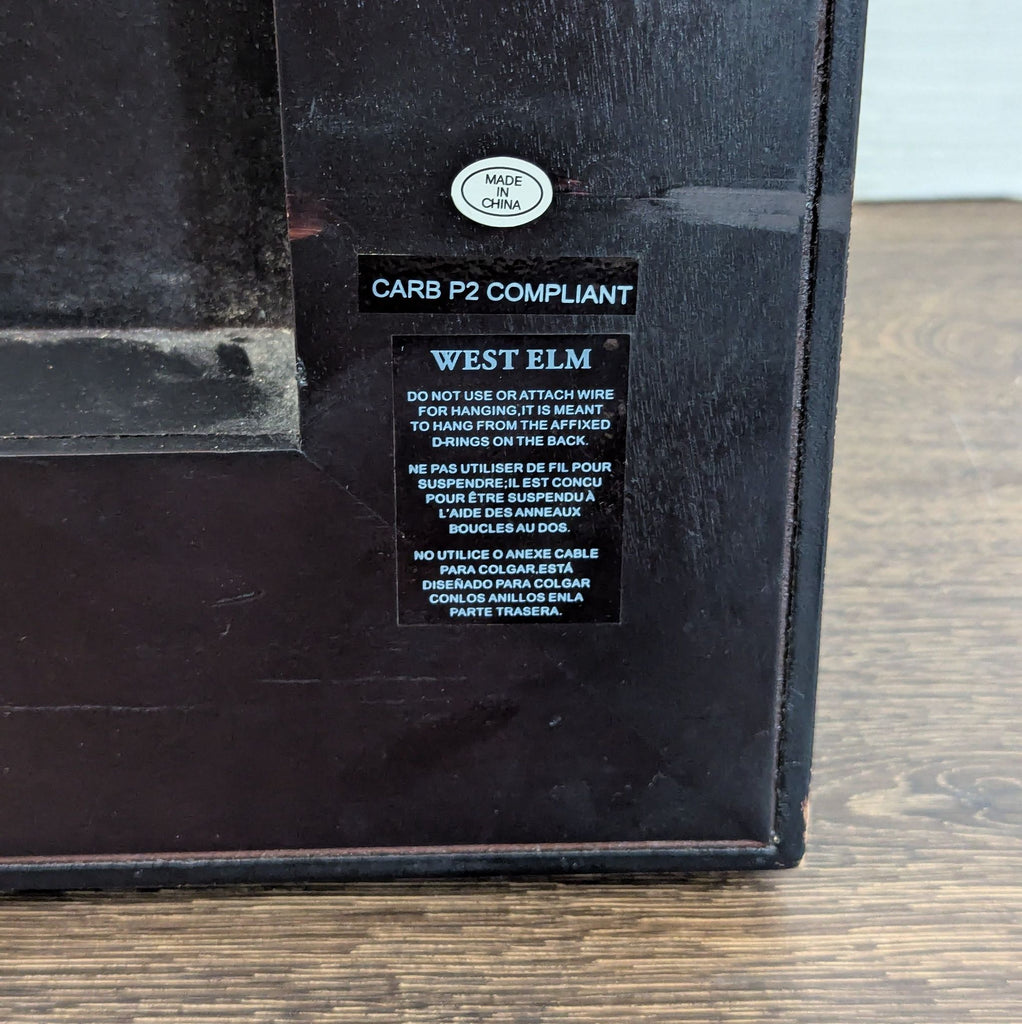 MADE
IN
CHINA
CARB P2 COMPLIANT
WEST ELM
DO NOT USE OR ATTACH WIRE
FOR HANGING,IT IS MEANT
TO HANG FROM THE AFFIXED
D-RINGS ON THE BACK.
NE PAS UTILISER DE FIL POUR
SUSPENDRE;IL EST CONCU
POUR ÊTRE SUSPENDU À
L'AIDE DES ANNEAUX
BOUCLES AU DOS.
NO UTILICE O ANEXE CABLE
PARA COLGAR,ESTÁ
DISEÑADO PARA COLGAR
CONLOS ANILLOS ENLA
PARTE TRASERA.